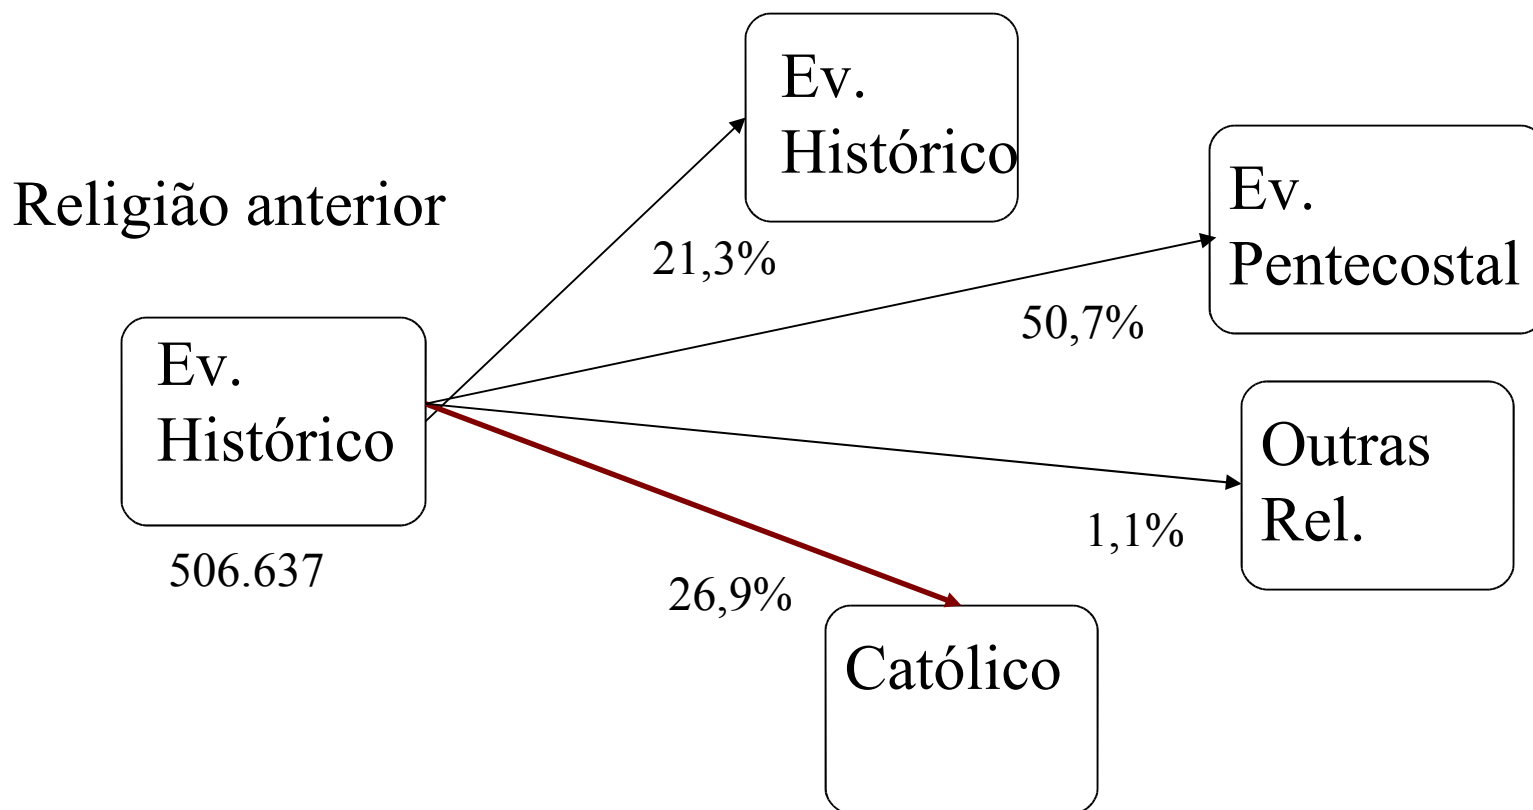 Religião anterior
Ev.
Histórico
506.637
Ev.
Histórico
21,3%
Ev.
Pentecostal
50,7%
Outras
Rel.
1,1%
26,9%
Católico